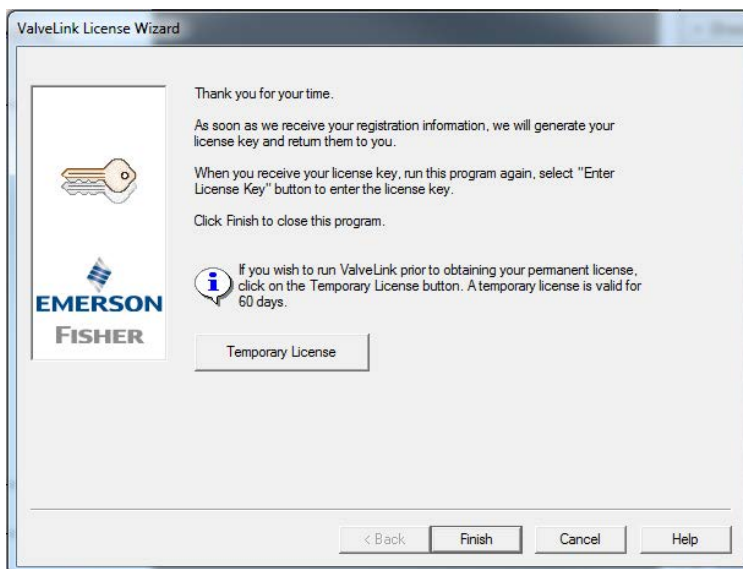 ValveLink License Wizard
Thank you for your time.
As soon as we receive your registration information, we will generate your
license key and return them to you.
When you receive your license key, run this program again, select "Enter
License Key" button to enter the license key.
Click Finish to close this program.
If you wish to run ValveLink prior to obtaining your permanent license,
click on the Temporary License button. A temporary license is valid for
60 days.
EMERSON
FISHER
Temporary License
< Back
Finish
Cancel
Help